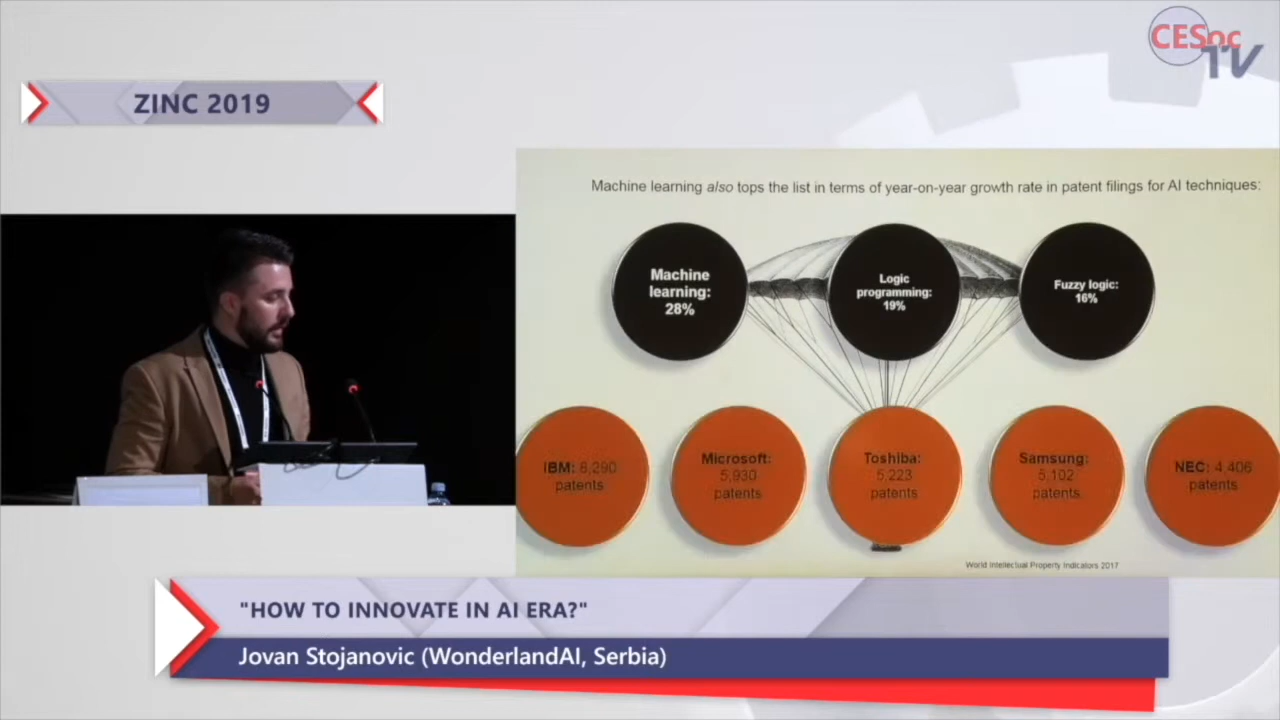 CESoc
TV
ZINC 2019
Machine learning also tops the list in terms of year-on-year growth rate in patent filings for AI techniques:
Machine
learning:
28%
Logic
programming:
19%
Fuzzy logic:
16%
IBM: 6,290
patents
Microsoft:
5,930
patents
Toshiba:
5,223
patents
Samsung:
5,102
patents
NEC: 4,406
patents
World Intellectual Property Indicators 2017
"HOW TO INNOVATE IN AI ERA?"
Jovan Stojanovic (WonderlandAI, Serbia)